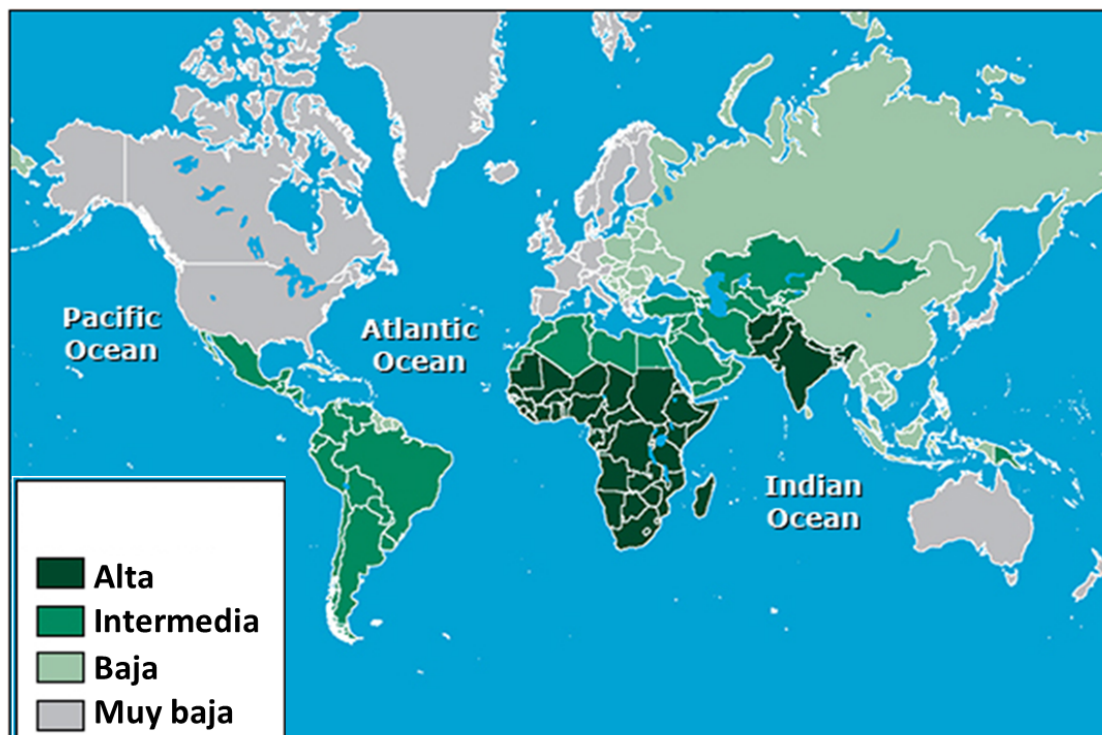 Pacific
Ocean
Atlantic
Ocean
Indian
Ocean
Alta
Intermedia
Baja
Muy baja